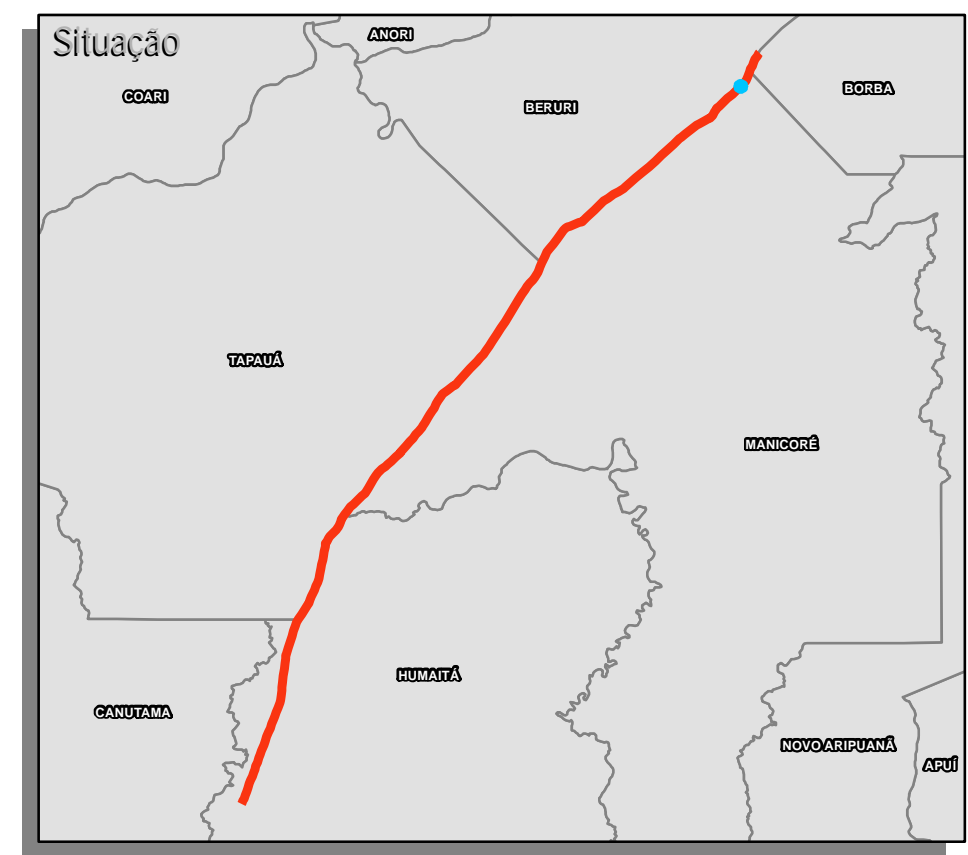 Situação
ANORI
COARI
BERURI
BORBA
TAPAUÁ
MANICORÉ
HUMAITÁ
CANUTAMA
NOVO ARIPUANÃ
APUÍ